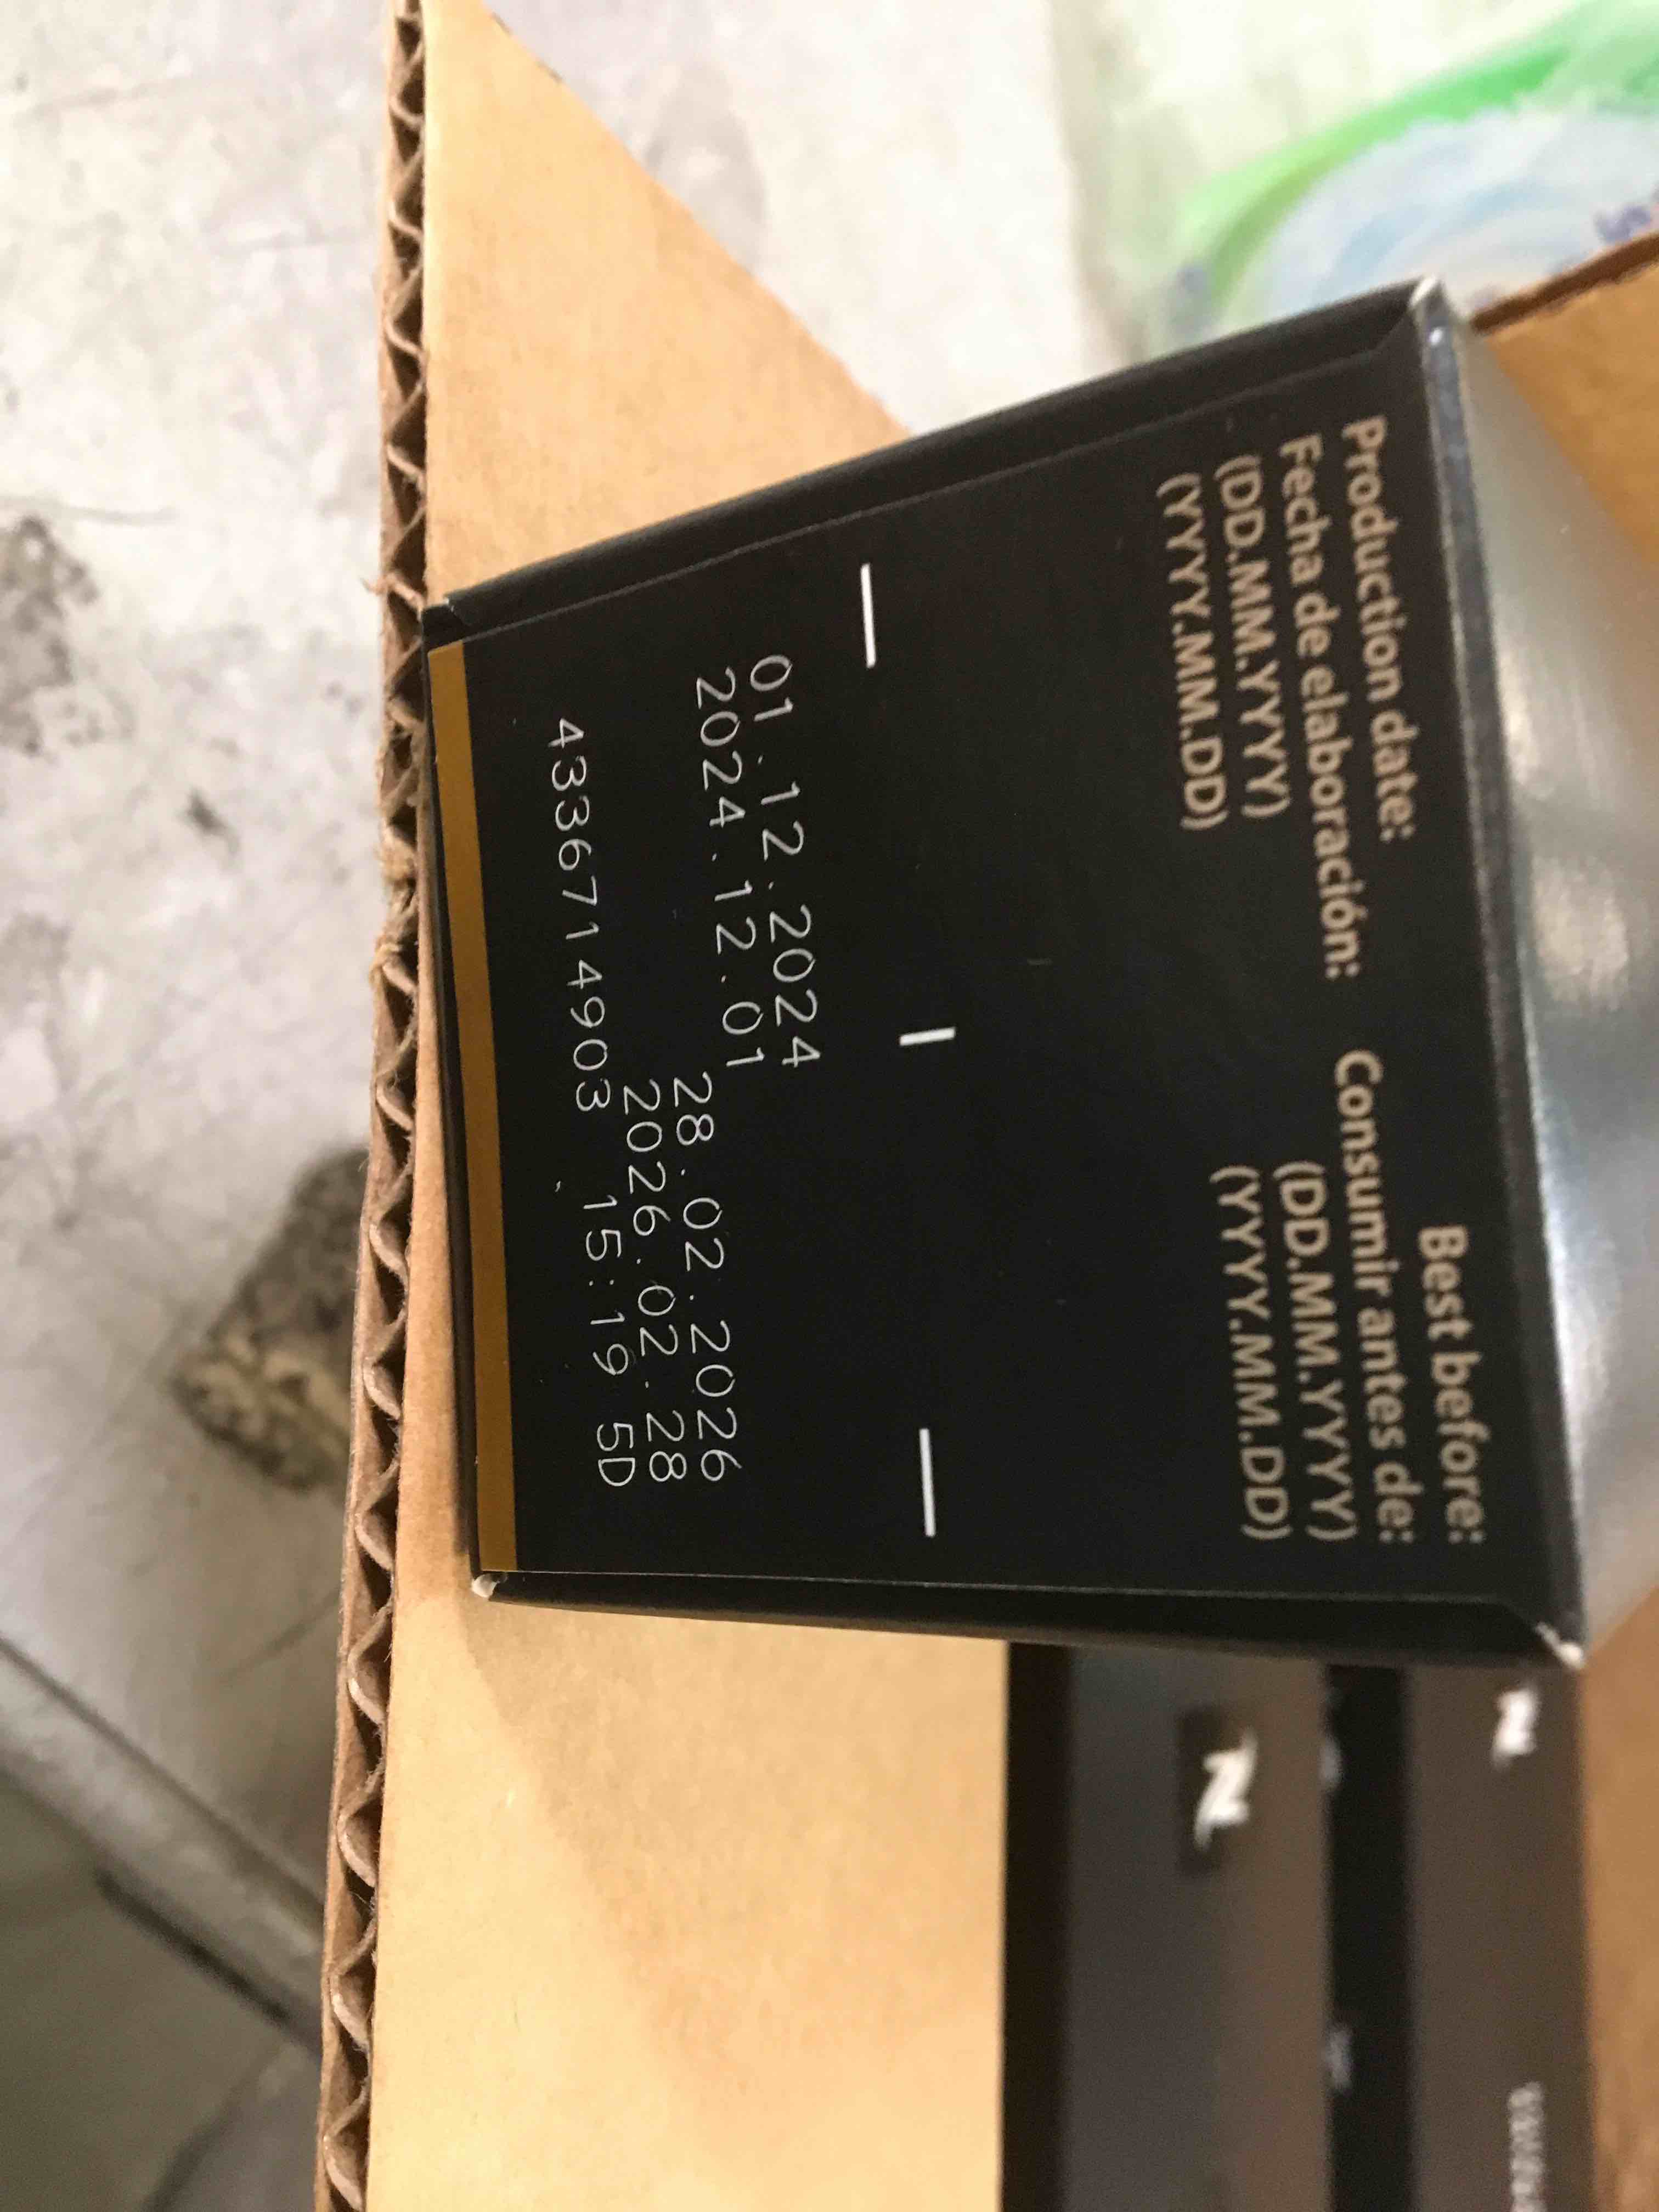 Production date:
Fecha de elaboración:
(DD.MM.YYYY)
(YYYY.MM.DD)
Best before:
Consumir antes de:
(DD.MM.YYYY)
(YYYY.MM.DD)
01.12.2024
2024.12.01
28.02.2026
2026.02.28
4336714903 15:19 5D
N
N